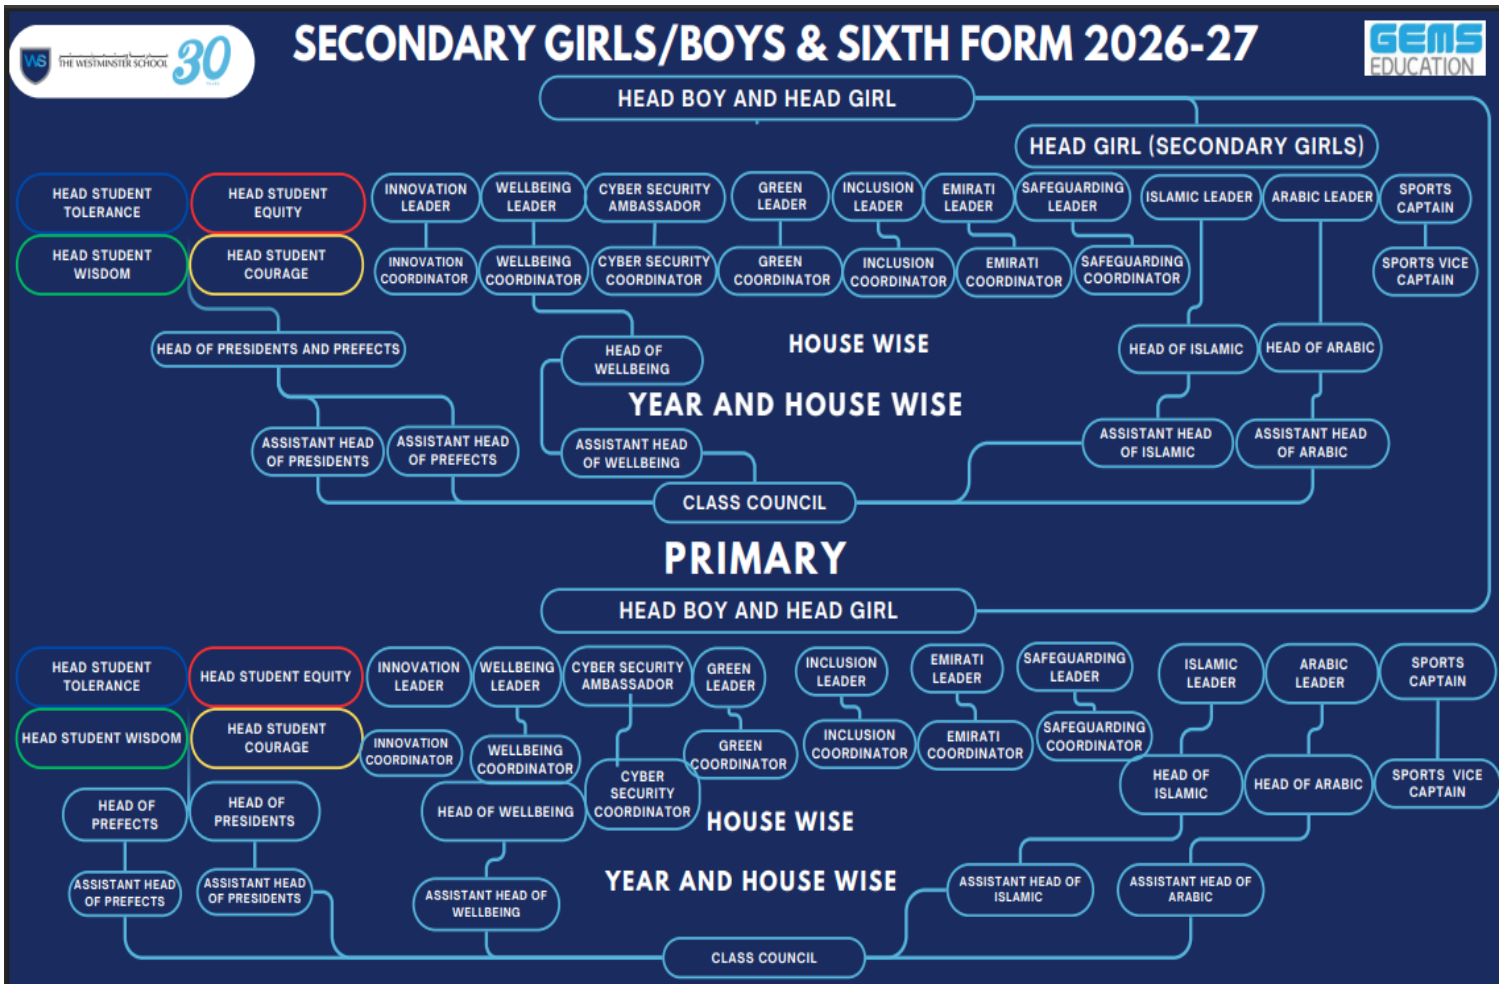 SECONDARY GIRLS/BOYS & SIXTH FORM 2026-27
WS
THE WESTMINSTER SCHOOL
30
YEARS
GEMS
EDUCATION
HEAD BOY AND HEAD GIRL
HEAD GIRL (SECONDARY GIRLS)
HEAD STUDENT
TOLERANCE
HEAD STUDENT
EQUITY
INNOVATION
LEADER
WELLBEING
LEADER
CYBER SECURITY
AMBASSADOR
GREEN
LEADER
INCLUSION
LEADER
EMIRATI
LEADER
SAFEGUARDING
LEADER
ISLAMIC LEADER
ARABIC LEADER
SPORTS
CAPTAIN
HEAD STUDENT
WISDOM
HEAD STUDENT
COURAGE
INNOVATION
COORDINATOR
WELLBEING
COORDINATOR
CYBER SECURITY
COORDINATOR
GREEN
COORDINATOR
INCLUSION
COORDINATOR
EMIRATI
COORDINATOR
SAFEGUARDING
COORDINATOR
SPORTS VICE
CAPTAIN
HEAD OF PRESIDENTS AND PREFECTS
HEAD OF
WELLBEING
HOUSE WISE
HEAD OF ISLAMIC
HEAD OF ARABIC
YEAR AND HOUSE WISE
ASSISTANT HEAD
OF PRESIDENTS
ASSISTANT HEAD
OF PREFECTS
ASSISTANT HEAD
OF WELLBEING
ASSISTANT HEAD
OF ISLAMIC
ASSISTANT HEAD
OF ARABIC
CLASS COUNCIL
PRIMARY
HEAD BOY AND HEAD GIRL
HEAD STUDENT
TOLERANCE
HEAD STUDENT EQUITY
INNOVATION
LEADER
WELLBEING
LEADER
CYBER SECURITY
AMBASSADOR
GREEN
LEADER
INCLUSION
LEADER
EMIRATI
LEADER
SAFEGUARDING
LEADER
ISLAMIC
LEADER
ARABIC
LEADER
SPORTS
CAPTAIN
HEAD STUDENT WISDOM
HEAD STUDENT
COURAGE
INNOVATION
COORDINATOR
WELLBEING
COORDINATOR
CYBER
SECURITY
COORDINATOR
GREEN
COORDINATOR
INCLUSION
COORDINATOR
EMIRATI
COORDINATOR
SAFEGUARDING
COORDINATOR
HEAD OF
ISLAMIC
HEAD OF ARABIC
SPORTS VICE
CAPTAIN
HEAD OF
PREFECTS
HEAD OF
PRESIDENTS
HEAD OF WELLBEING
HOUSE WISE
YEAR AND HOUSE WISE
ASSISTANT HEAD
OF PREFECTS
ASSISTANT HEAD
OF PRESIDENTS
ASSISTANT HEAD OF
WELLBEING
ASSISTANT HEAD OF
ISLAMIC
ASSISTANT HEAD OF
ARABIC
CLASS COUNCIL